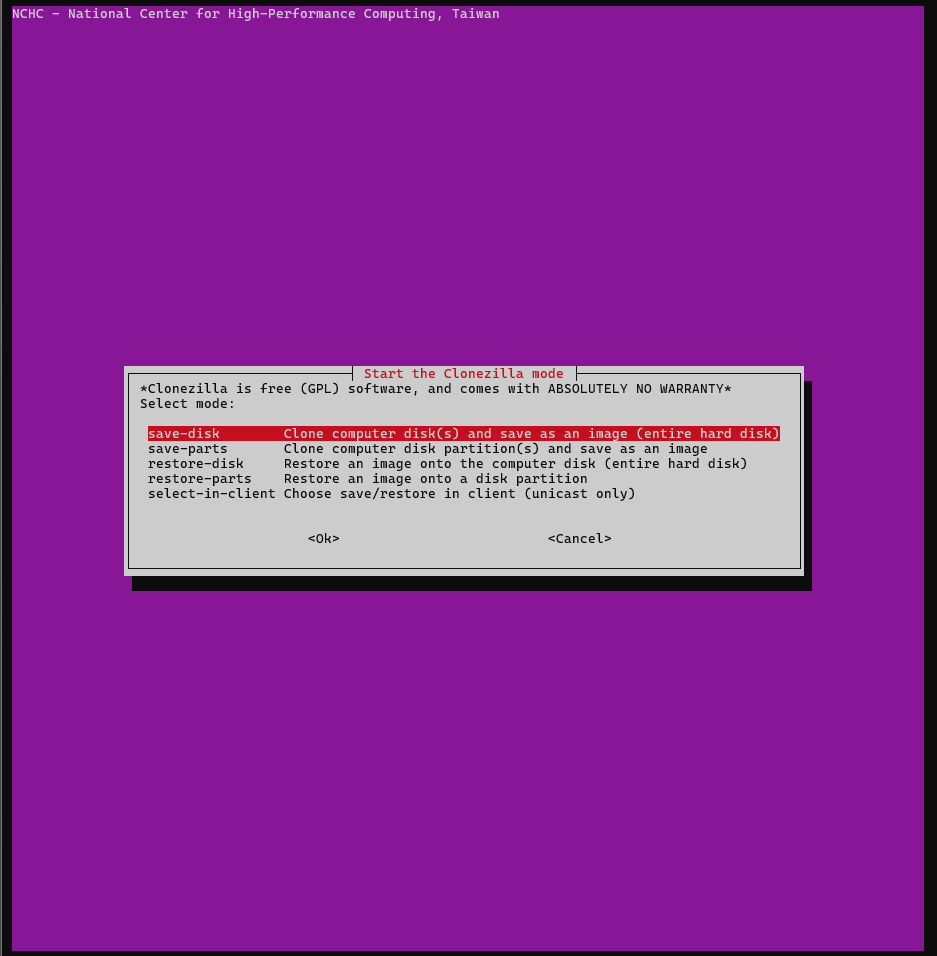 NCHC - National Center for High-Performance Computing, Taiwan
Start the Clonezilla mode
*Clonezilla is free (GPL) software, and comes with ABSOLUTELY NO WARRANTY*
Select mode:
save-disk Clone computer disk(s) and save as an image (entire hard disk)
save-parts Clone computer disk partition(s) and save as an image
restore-disk Restore an image onto the computer disk (entire hard disk)
restore-parts Restore an image onto a disk partition
select-in-client Choose save/restore in client (unicast only)
<Ok> <Cancel>